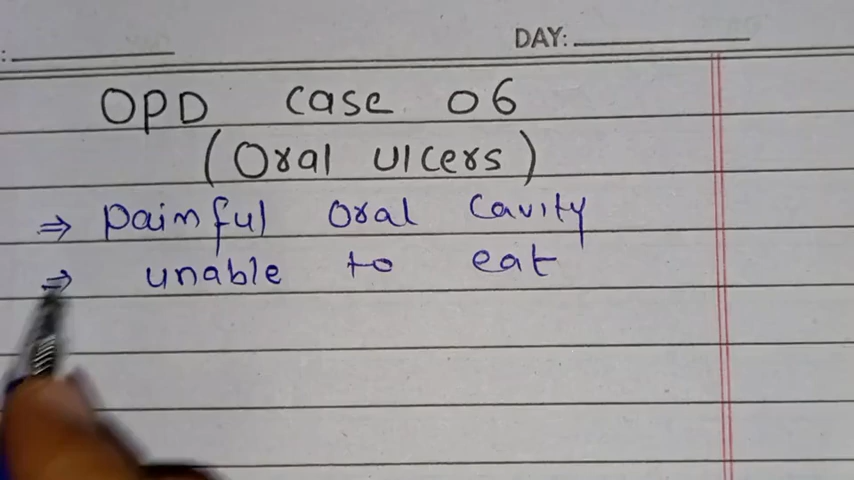 : DAY:
OPD case 06
(Oral ulcers)
⇒ Painful oral cavity
⇒ unable to eat